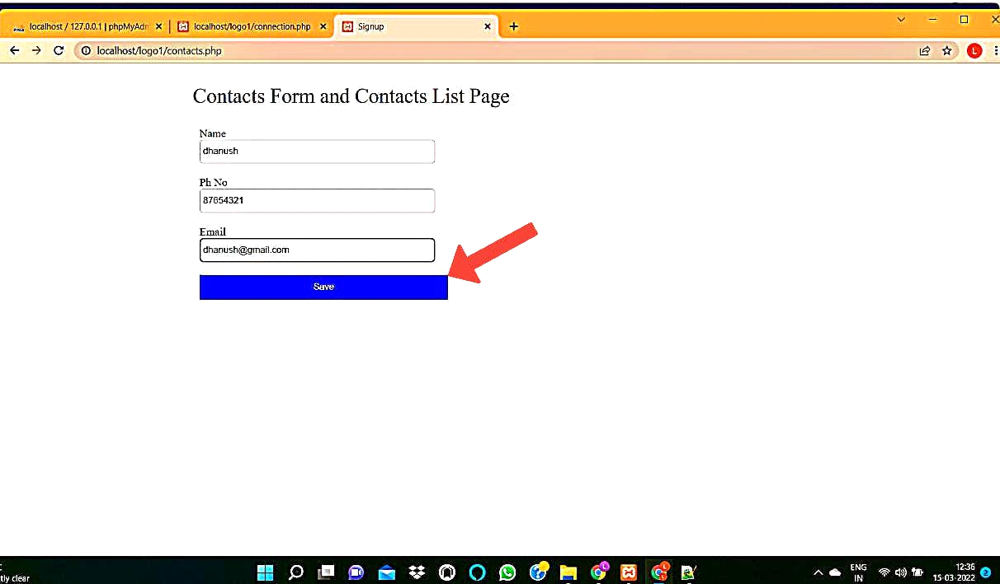 localhost / 127.0.0.1 | phpMyAdr
localhost/logo1/connection.php
Signup
localhost/logo1/contacts.php
L
Contacts Form and Contacts List Page
Name
dhanush
Ph No
87654321
Email
dhanush@gmail.com
Save
tly clear
ENG
IN
12:36
15-03-2022
2